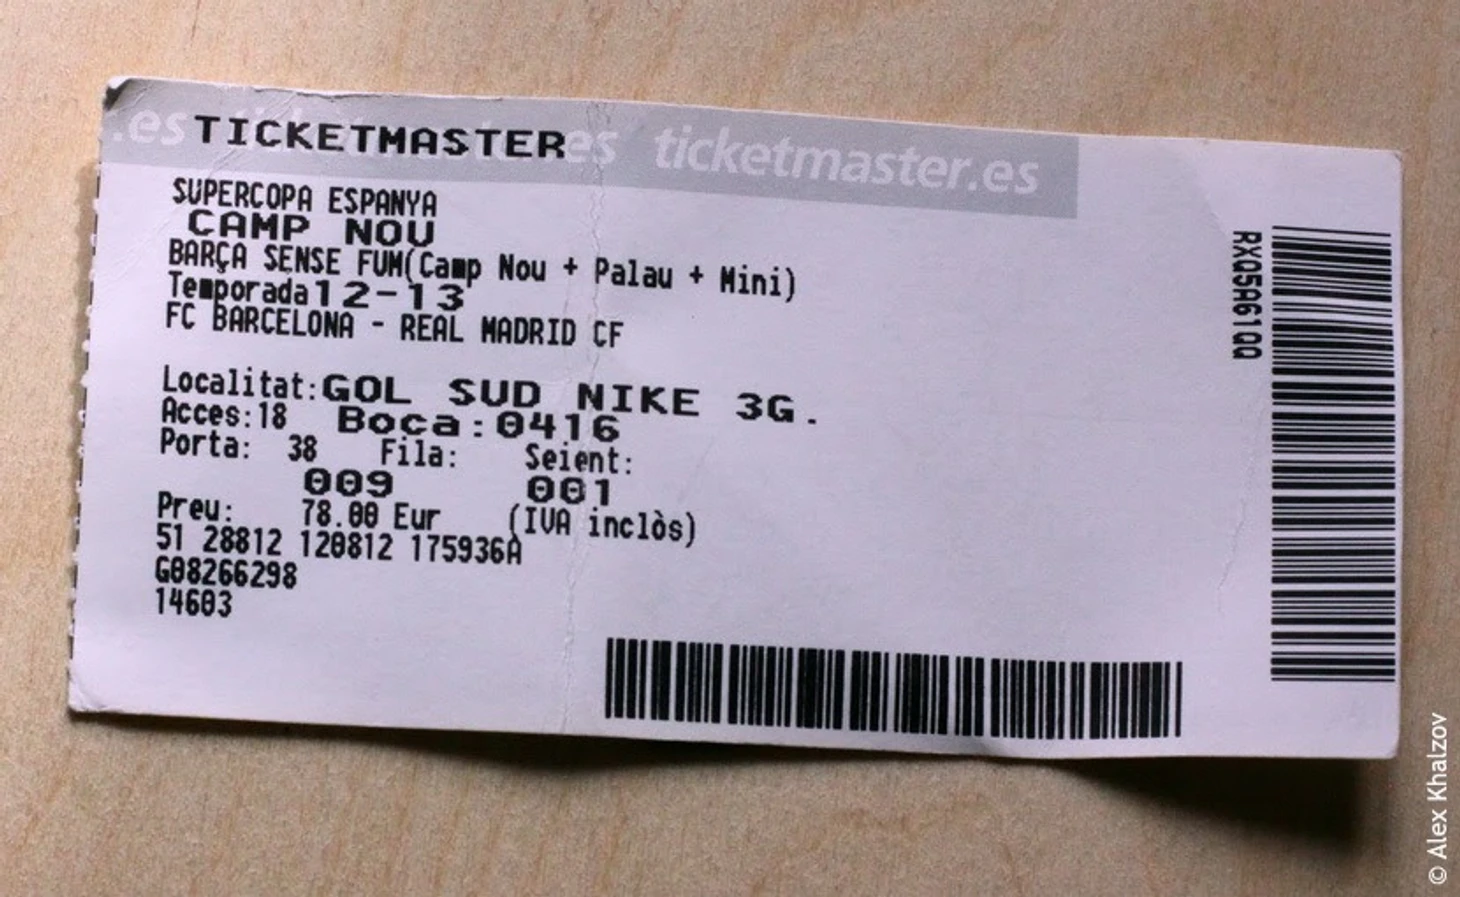 .es ticketmaster.es ticketmaster.es
TICKETMASTER
SUPERCOPA ESPANYA
CAMP NOU
BARÇA SENSE FUM(Camp Nou + Palau + Mini)
Temporada12-13
FC BARCELONA - REAL MADRID CF
Localitat:GOL SUD NIKE 3G.
Acces:18 Boca:0416
Porta: 38 Fila: Seient:
009 001
Preu: 78.00 Eur (IVA inclòs)
51 28812 120812 175936A
G08266298
14603
RXQ5A61QQ
© Alex Khalzov